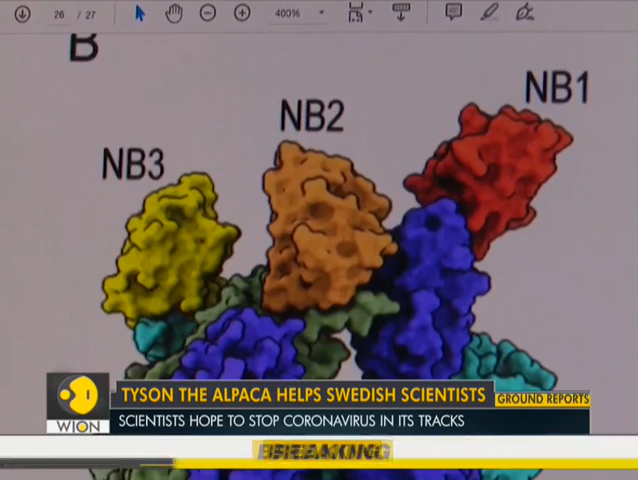 26 / 27
400%
B
NB1
NB2
NB3
TYSON THE ALPACA HELPS SWEDISH SCIENTISTS
GROUND REPORTS
WION
SCIENTISTS HOPE TO STOP CORONAVIRUS IN ITS TRACKS
BREAKING